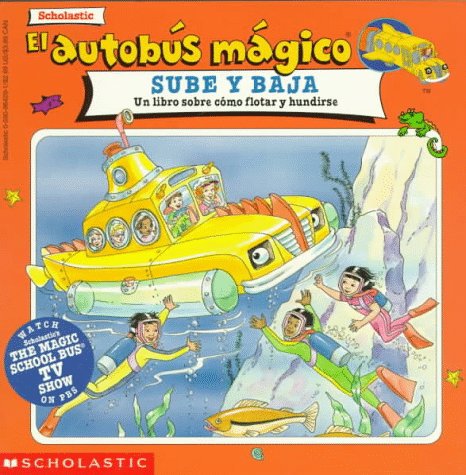 Scholastic
El autobús mágico®
SUBE Y BAJA
Un libro sobre cómo flotar y hundirse
TM
WATCH
Scholastic's
THE MAGIC
SCHOOL BUS®
TV
SHOW
ON PBS
SCHOLASTIC